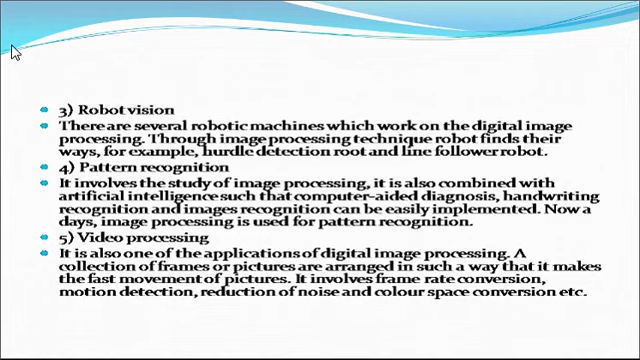 3) Robot vision
There are several robotic machines which work on the digital image
processing. Through image processing technique robot finds their
ways, for example, hurdle detection root and line follower robot.
4) Pattern recognition
It involves the study of image processing, it is also combined with
artificial intelligence such that computer-aided diagnosis, handwriting
recognition and images recognition can be easily implemented. Now a
days, image processing is used for pattern recognition.
5) Video processing
It is also one of the applications of digital image processing. A
collection of frames or pictures are arranged in such a way that it makes
the fast movement of pictures. It involves frame rate conversion,
motion detection, reduction of noise and colour space conversion etc.